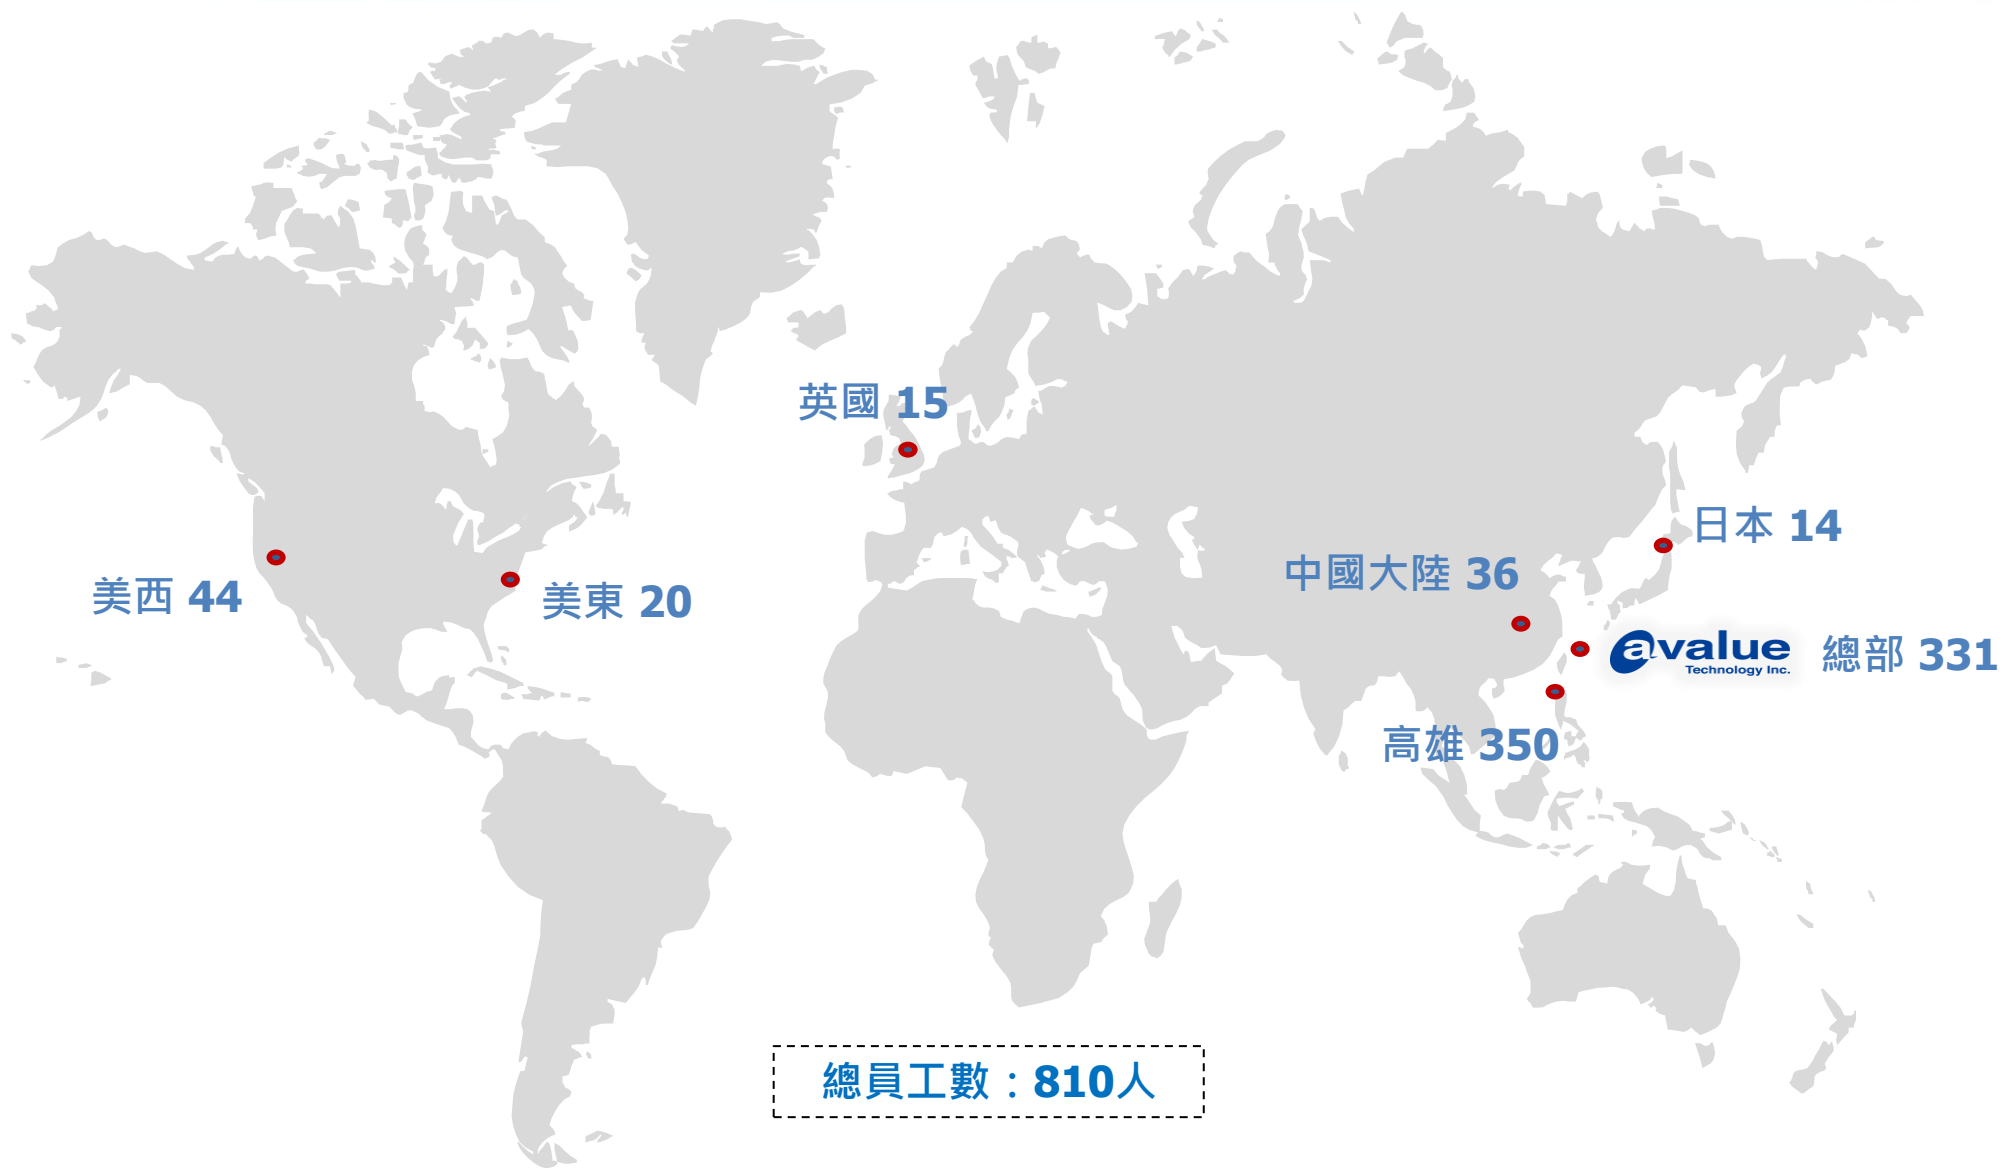 英國 15
日本 14
中國大陸 36
美西 44
美東 20
avalue
Technology Inc.
總部 331
高雄 350
總員工數：810人